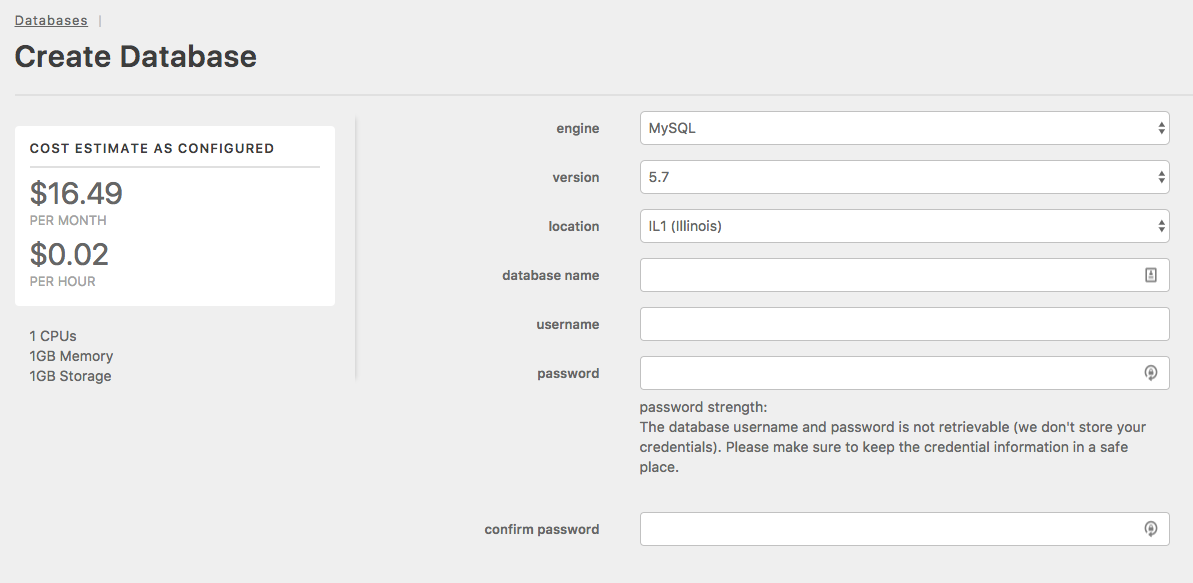 Databases |
Create Database
COST ESTIMATE AS CONFIGURED
$16.49
PER MONTH
$0.02
PER HOUR
1 CPUs
1GB Memory
1GB Storage
engine
MySQL
version
5.7
location
IL1 (Illinois)
database name
username
password
password strength:
The database username and password is not retrievable (we don't store your
credentials). Please make sure to keep the credential information in a safe
place.
confirm password